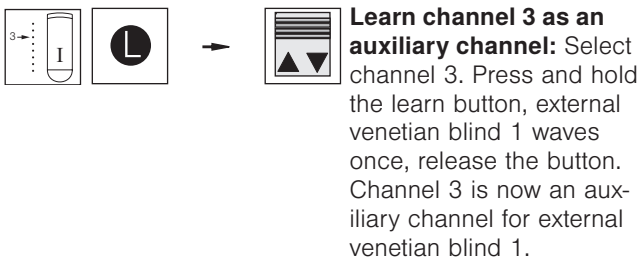 3
I
L
Learn channel 3 as an
auxiliary channel: Select
channel 3. Press and hold
the learn button, external
venetian blind 1 waves
once, release the button.
Channel 3 is now an aux-
iliary channel for external
venetian blind 1.